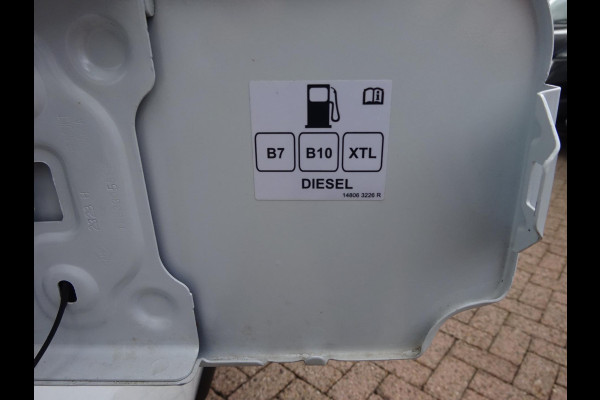 B7 B10 XTL
DIESEL
14806 3226 R